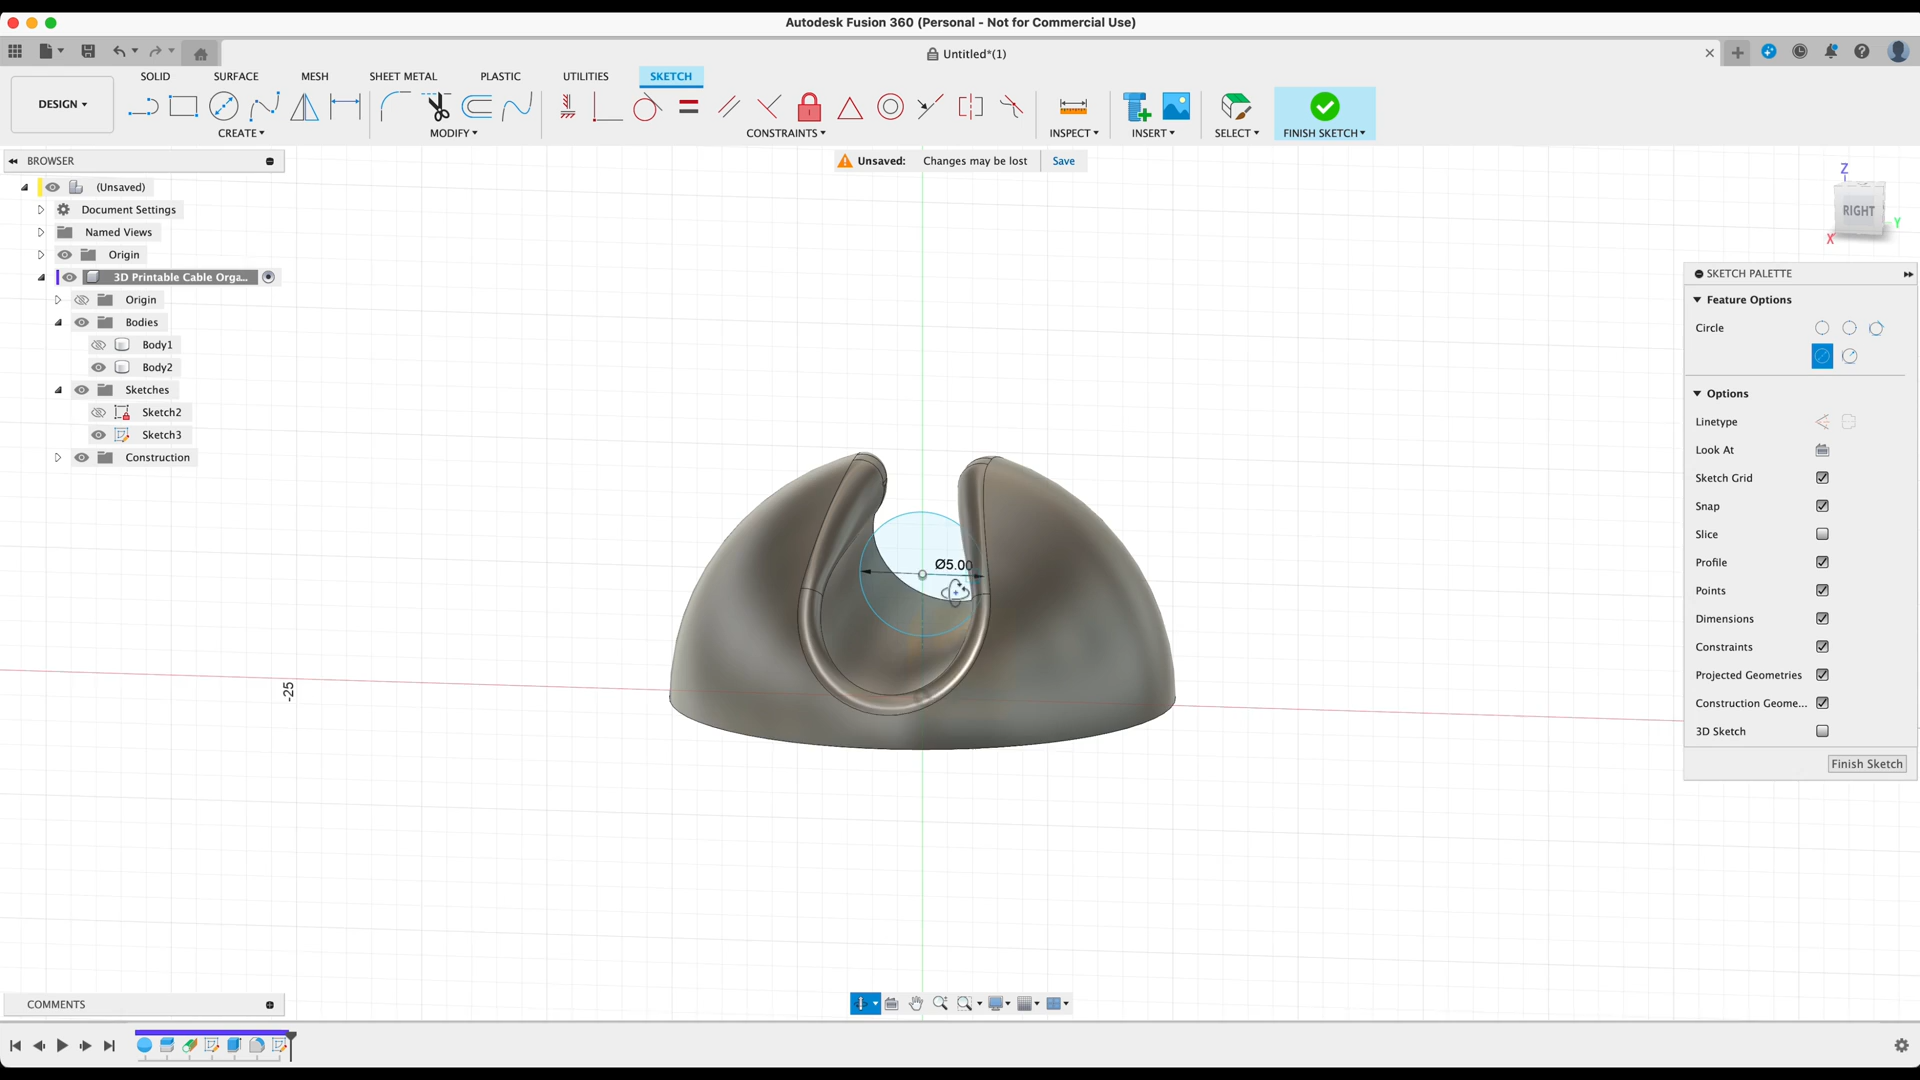 Autodesk Fusion 360 (Personal - Not for Commercial Use)
Untitled*(1)
SOLID SURFACE MESH SHEET METAL PLASTIC UTILITIES SKETCH
DESIGN
CREATE MODIFY CONSTRAINTS INSPECT INSERT SELECT FINISH SKETCH
BROWSER
Unsaved: Changes may be lost Save
(Unsaved)
Document Settings
Named Views
Origin
3D Printable Cable Orga...
Origin
Bodies
Body1
Body2
Sketches
Sketch2
Sketch3
Construction
Z
RIGHT
Y
X
SKETCH PALETTE
Feature Options
Circle
Options
Linetype
Look At
Sketch Grid
Snap
Slice
Profile
Points
Dimensions
Constraints
Projected Geometries
Construction Geome...
3D Sketch
Finish Sketch
Ø5.00
-25
COMMENTS